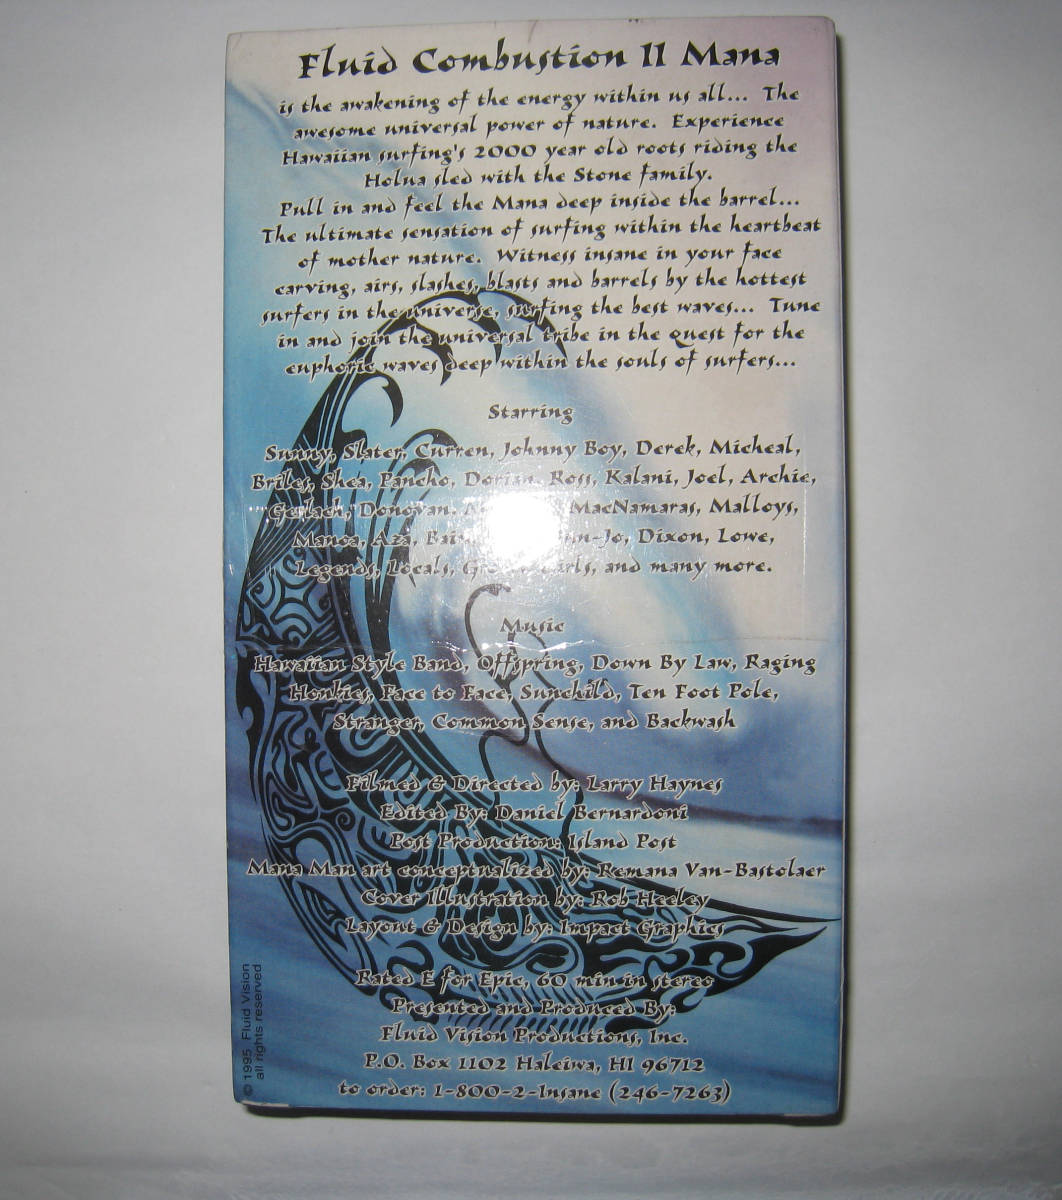 Fluid Combustion II Mana
is the awakening of the energy within us all... The
awesome universal power of nature. Experience
Hawaiian surfing's 2000 year old roots riding the
Holua sled with the Stone family.
Pull in and feel the Mana deep inside the barrel...
The ultimate sensation of surfing within the heartbeat
of mother nature. Witness insane in your face
carving, airs, slashes, blasts and barrels by the hottest
surfers in the universe, surfing the best waves... Tune
in and join the universal tribe in the quest for the
euphoric waves deep within the souls of surfers...
Starring
Sunny, Slater, Curren, Johnny Boy, Derek, Micheal,
Briles, Shea, Pancho, Dorian, Ross, Kalani, Joel, Archie,
Gerlach, Donovan, MacNamaras, Malloys,
Manoa, Aza, Dixon, Lowe,
Legends, Locals, and many more.
Music
Hawaiian Style Band, Offspring, Down By Law, Raging
Honkies, Face to Face, Sunchild, Ten Foot Pole,
Stranger, Common Sense, and Backwash
Filmed & Directed by: Larry Haynes
Edited By: Daniel Bernardoni
Post Production: Island Post
Mana Man art conceptualized by: Remana Van-Bastolaer
Cover Illustration by: Rob Heeley
Layout & Design by: Impact Graphics
Rated E for Epic, 60 min in stereo
Presented and Produced By:
Fluid Vision Productions, Inc.
P.O. Box 1102 Haleiwa, HI 96712
to order: 1-800-2-Insane (246-7263)
© 1995 Fluid Vision
all rights reserved